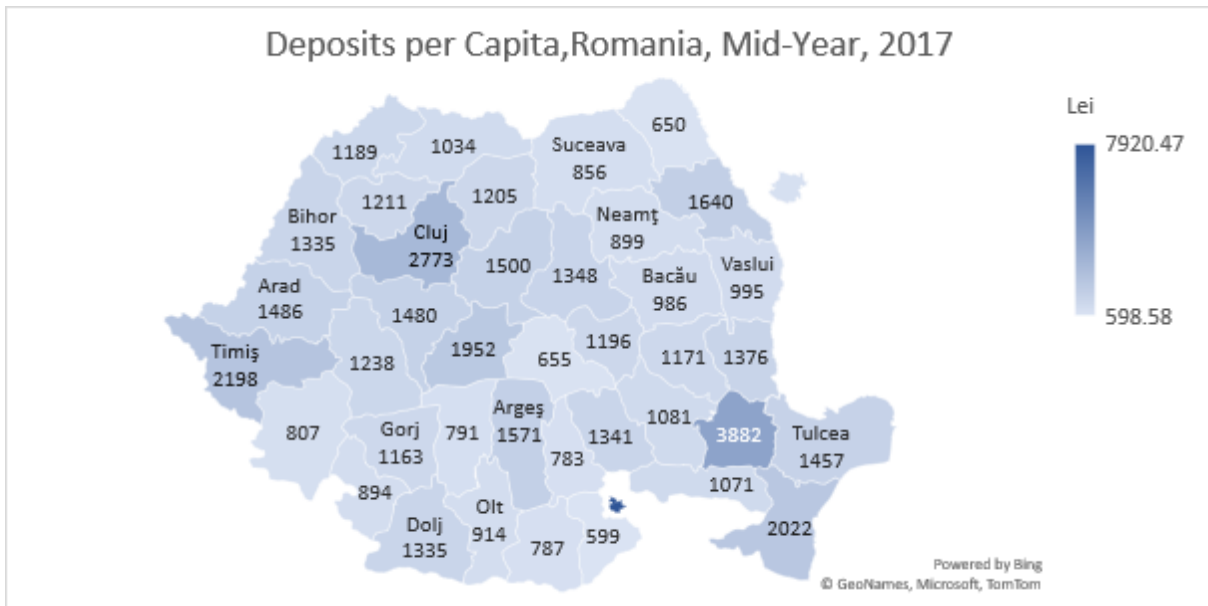 Deposits per Capita,Romania, Mid-Year, 2017
Lei
7920.47
598.58
650
1034
1189
Suceava
856
1205
1211
1640
Neamţ
899
Bihor
1335
Cluj
2773
1500
1348
Vaslui
995
Bacău
986
Arad
1486
1480
1952
1196
655
1171
1376
Timiş
2198
1238
Argeş
1571
1081
3882
Tulcea
1457
807
Gorj
1163
791
783
1341
1071
894
Olt
914
Dolj
1335
787
599
2022
Powered by Bing
© GeoNames, Microsoft, TomTom